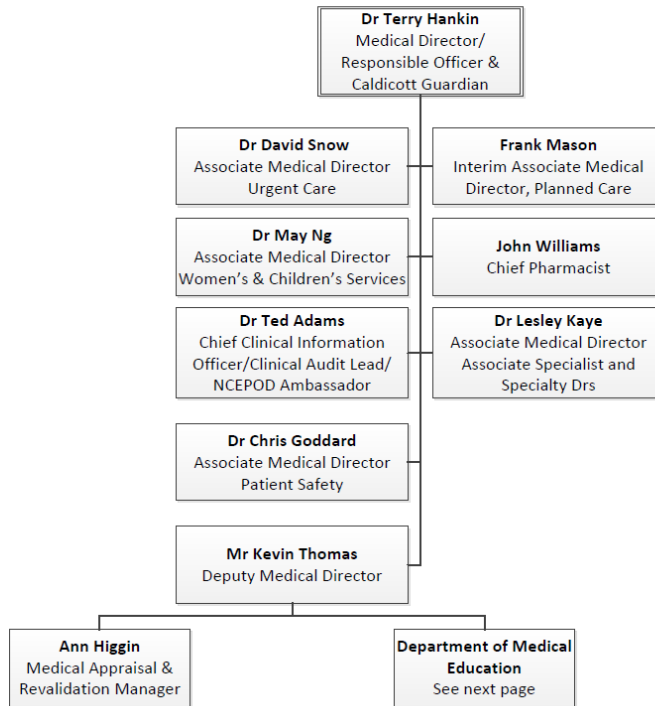 Dr Terry Hankin
Medical Director/
Responsible Officer &
Caldicott Guardian
Dr David Snow
Associate Medical Director
Urgent Care
Frank Mason
Interim Associate Medical
Director, Planned Care
Dr May Ng
Associate Medical Director
Women's & Children's Services
John Williams
Chief Pharmacist
Dr Ted Adams
Chief Clinical Information
Officer/Clinical Audit Lead/
NCEPOD Ambassador
Dr Lesley Kaye
Associate Medical Director
Associate Specialist and
Specialty Drs
Dr Chris Goddard
Associate Medical Director
Patient Safety
Mr Kevin Thomas
Deputy Medical Director
Ann Higgin
Medical Appraisal &
Revalidation Manager
Department of Medical
Education
See next page